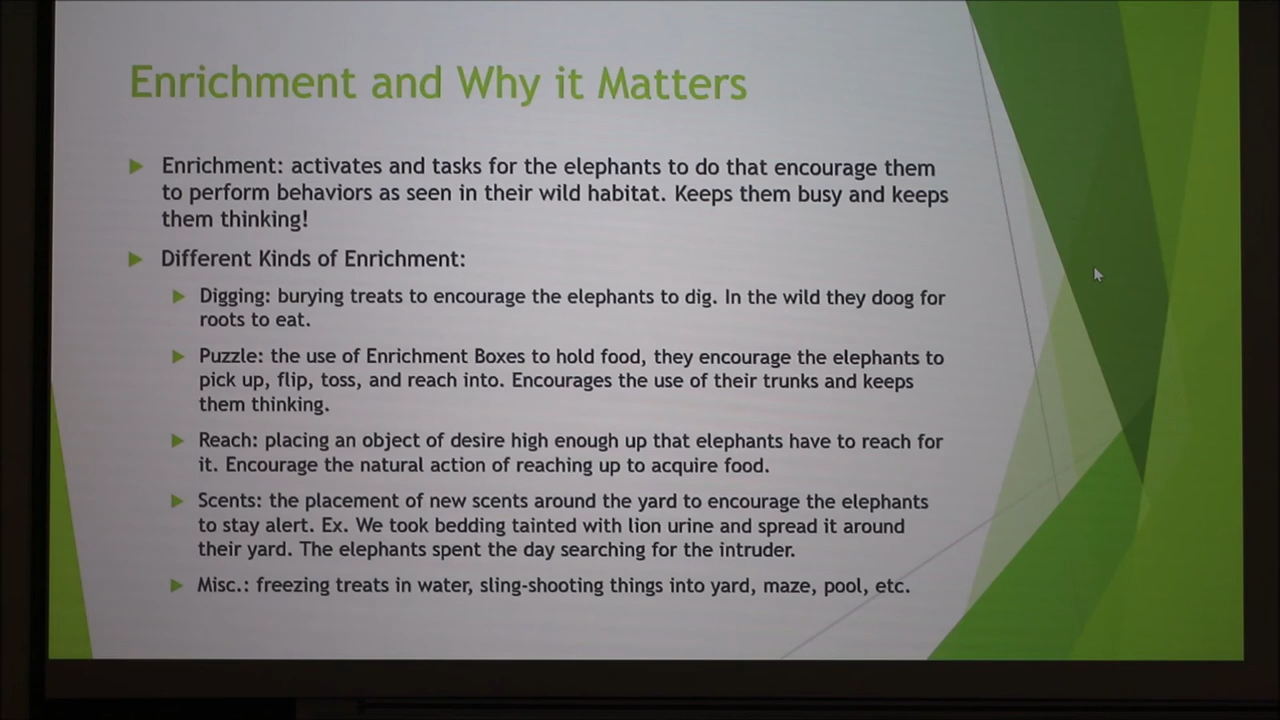 Enrichment and Why it Matters
Enrichment: activates and tasks for the elephants to do that encourage them
to perform behaviors as seen in their wild habitat. Keeps them busy and keeps
them thinking!
Different Kinds of Enrichment:
Digging: burying treats to encourage the elephants to dig. In the wild they doog for
roots to eat.
Puzzle: the use of Enrichment Boxes to hold food, they encourage the elephants to
pick up, flip, toss, and reach into. Encourages the use of their trunks and keeps
them thinking.
Reach: placing an object of desire high enough up that elephants have to reach for
it. Encourage the natural action of reaching up to acquire food.
Scents: the placement of new scents around the yard to encourage the elephants
to stay alert. Ex. We took bedding tainted with lion urine and spread it around
their yard. The elephants spent the day searching for the intruder.
Misc.: freezing treats in water, sling-shooting things into yard, maze, pool, etc.